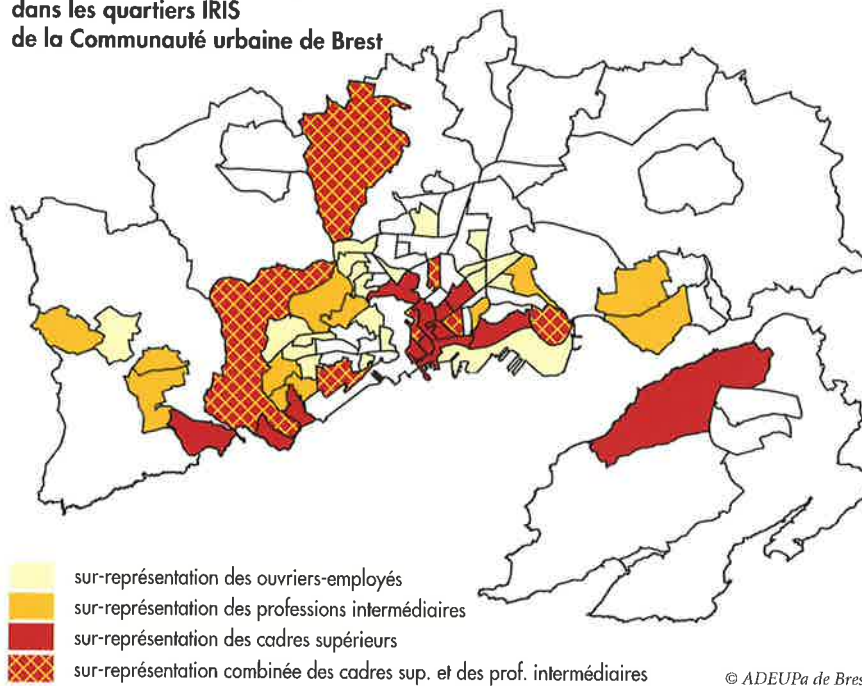 dans les quartiers IRIS
de la Communauté urbaine de Brest
sur-représentation des ouvriers-employés
sur-représentation des professions intermédiaires
sur-représentation des cadres supérieurs
sur-représentation combinée des cadres sup. et des prof. intermédiaires
© ADEUPa de Bres